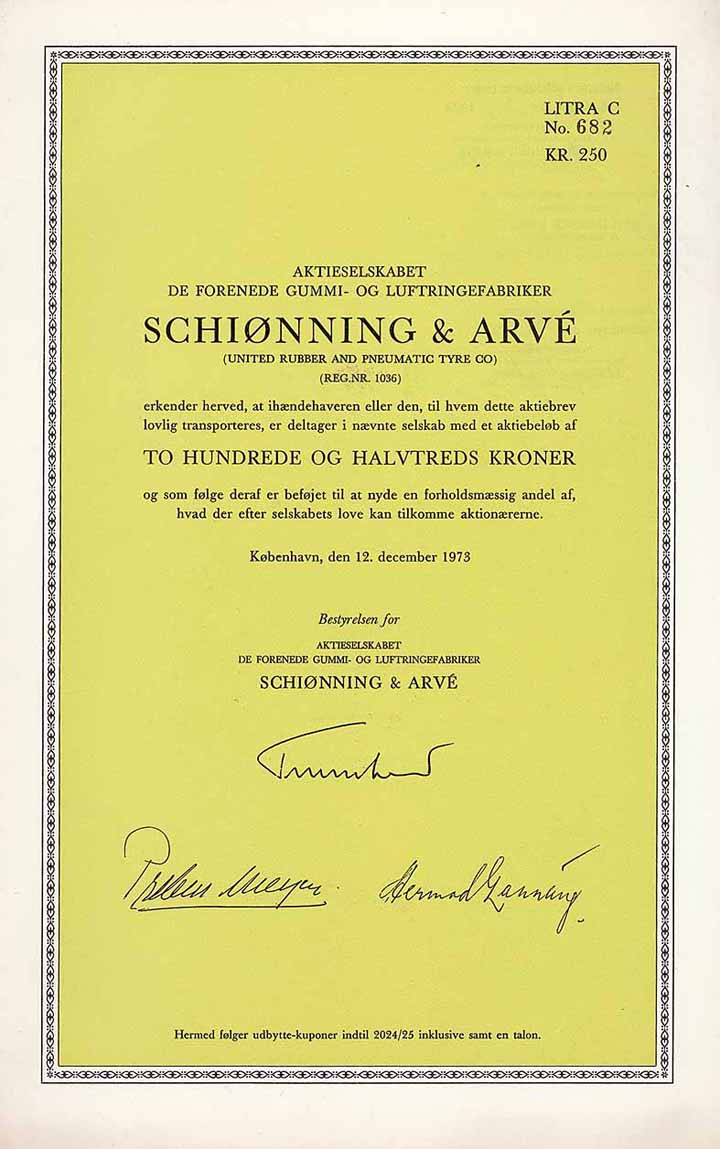 LITRA C
No. 682
KR. 250
AKTIESELSKABET
DE FORENEDE GUMMI- OG LUFTRINGEFABRIKER
SCHIØNNING & ARVÉ
(UNITED RUBBER AND PNEUMATIC TYRE CO)
(REG.NR. 1036)
erkender herved, at ihændehaveren eller den, til hvem dette aktiebrev
lovlig transporteres, er deltager i nævnte selskab med et aktiebeløb af
TO HUNDREDE OG HALVTREDS KRONER
og som følge deraf er beføjet til at nyde en forholdsmæssig andel af,
hvad der efter selskabets love kan tilkomme aktionærerne.
København, den 12. december 1973
Bestyrelsen for
AKTIESELSKABET
DE FORENEDE GUMMI- OG LUFTRINGEFABRIKER
SCHIØNNING & ARVÉ
Hermod Lannung
Hermed følger udbytte-kuponer indtil 2024/25 inklusive samt en talon.